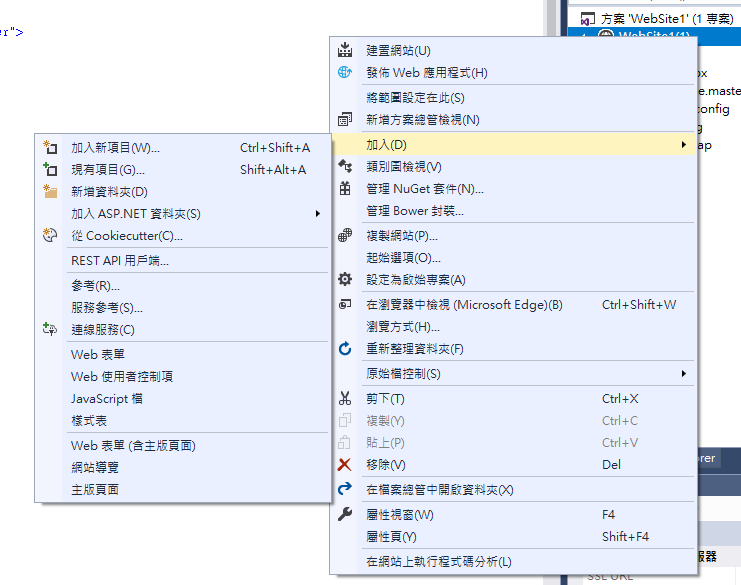 er">
方案 'WebSite1' (1 專案)
WebSite1(1)
ox
e.master
config
g
ap
建置網站(U)
發佈 Web 應用程式(H)
將範圍設定在此(S)
新增方案總管檢視(N)
加入(D)
類別圖檢視(V)
管理 NuGet 套件(N)...
管理 Bower 封裝...
複製網站(P)...
起始選項(O)...
設定為啟始專案(A)
在瀏覽器中檢視 (Microsoft Edge)(B) Ctrl+Shift+W
瀏覽方式(H)...
重新整理資料夾(F)
原始檔控制(S)
剪下(T) Ctrl+X
複製(Y) Ctrl+C
貼上(P) Ctrl+V
移除(V) Del
在檔案總管中開啟資料夾(X)
屬性視窗(W) F4
屬性頁(Y) Shift+F4
在網站上執行程式碼分析(L)
加入新項目(W)... Ctrl+Shift+A
現有項目(G)... Shift+Alt+A
新增資料夾(D)
加入 ASP.NET 資料夾(S)
從 Cookiecutter(C)...
REST API 用戶端...
參考(R)...
服務參考(S)...
連線服務(C)
Web 表單
Web 使用者控制項
JavaScript 檔
樣式表
Web 表單 (含主版頁面)
網站導覽
主版頁面
rer
服器
SSL URL